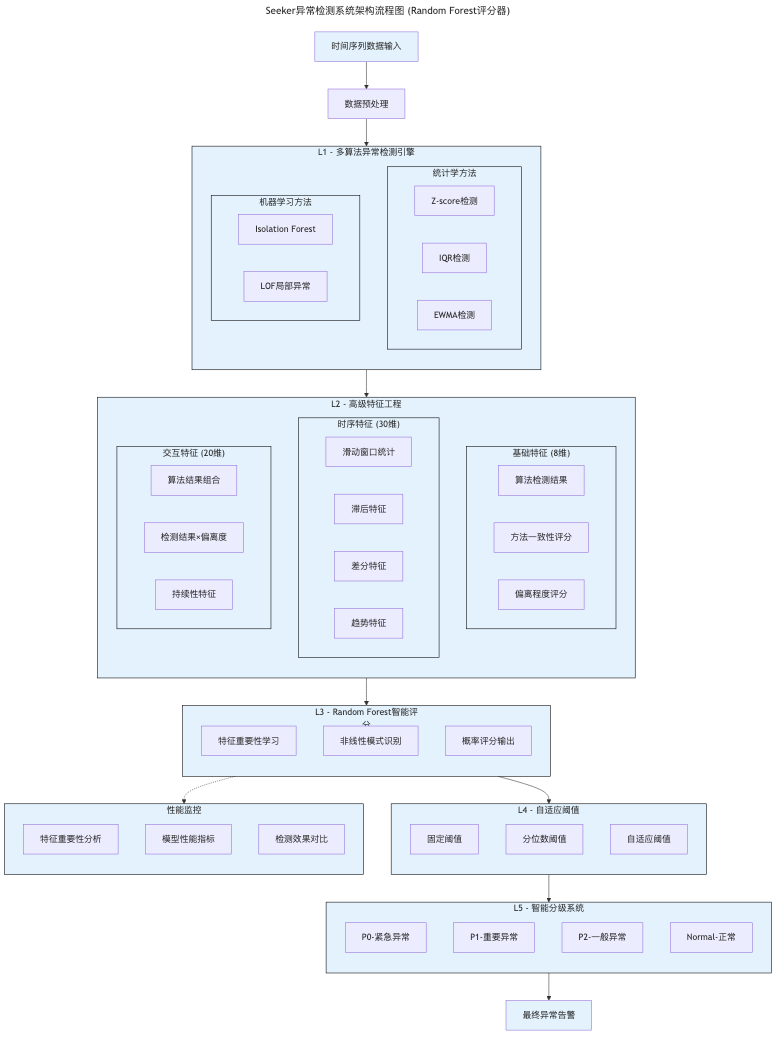 Seeker异常检测系统架构流程图 (Random Forest评分器)
时间序列数据输入
数据预处理
L1 - 多算法异常检测引擎
机器学习方法
Isolation Forest
LOF局部异常
统计学方法
Z-score检测
IQR检测
EWMA检测
L2 - 高级特征工程
交互特征 (20维)
算法结果组合
检测结果×偏离度
持续性特征
时序特征 (30维)
滑动窗口统计
滞后特征
差分特征
趋势特征
基础特征 (8维)
算法检测结果
方法一致性评分
偏离程度评分
L3 - Random Forest智能评
分
特征重要性学习
非线性模式识别
概率评分输出
性能监控
特征重要性分析
模型性能指标
检测效果对比
L4 - 自适应阈值
固定阈值
分位数阈值
自适应阈值
L5 - 智能分级系统
P0-紧急异常
P1-重要异常
P2-一般异常
Normal-正常
最终异常告警